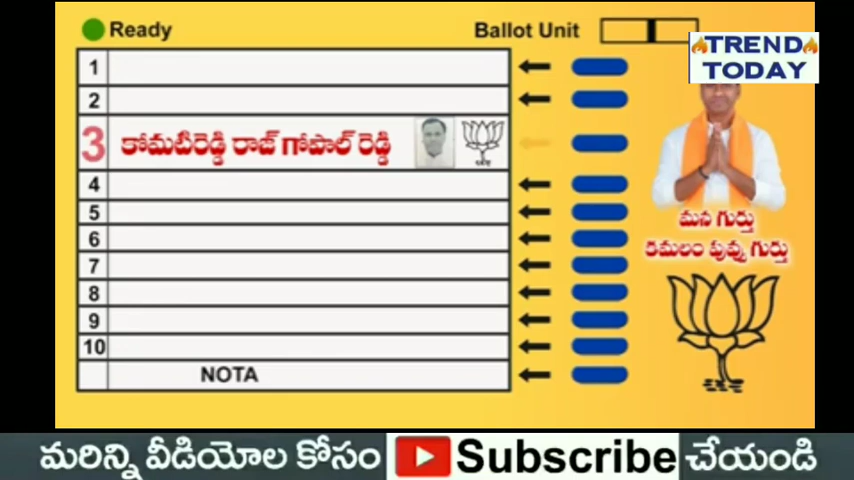 Ready
Ballot Unit
TREND
TODAY
1
2
3 కోమటిరెడ్డి రాజ్ గోపాల్ రెడ్డి
4
5
6
7
8
9
10
NOTA
మన గుర్తు
కమలం పువ్వు గుర్తు
మరిన్ని వీడియోల కోసం Subscribe చేయండి